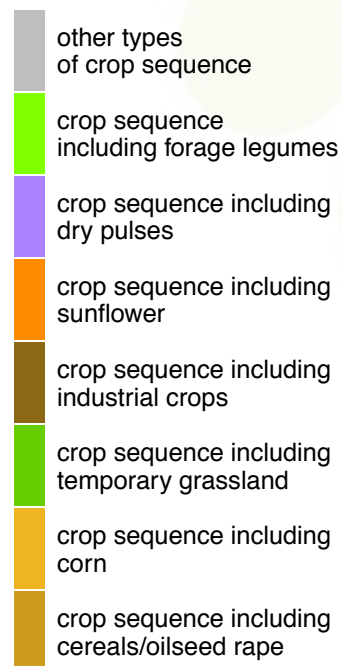 other types
of crop sequence
crop sequence
including forage legumes
crop sequence including
dry pulses
crop sequence including
sunflower
crop sequence including
industrial crops
crop sequence including
temporary grassland
crop sequence including
corn
crop sequence including
cereals/oilseed rape